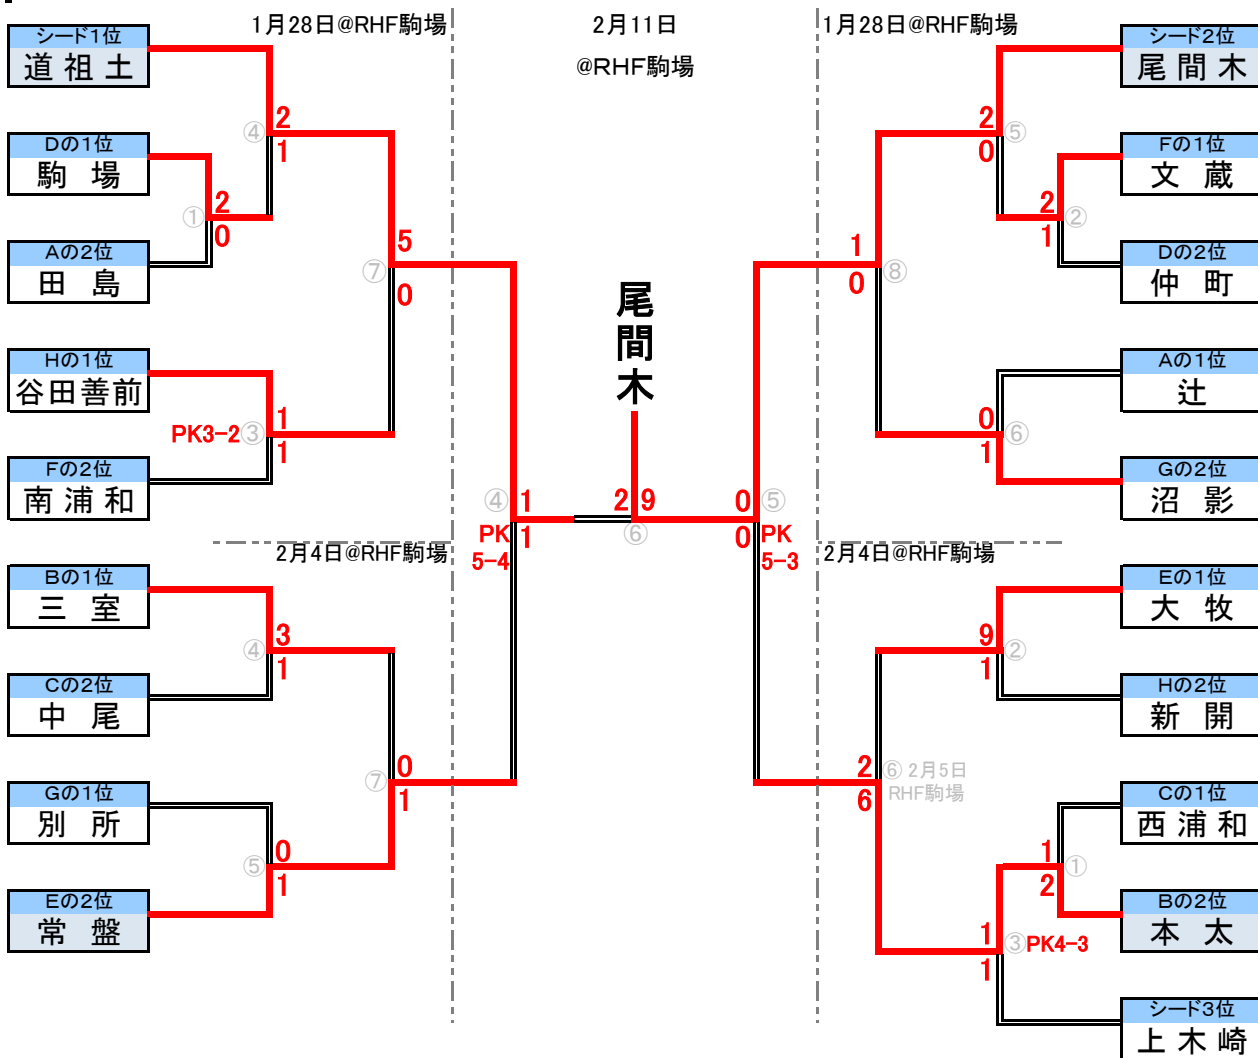 1月28日@RHF駒場
2月11日
@RHF駒場
1月28日@RHF駒場
シード1位
道祖土
Dの1位
駒場
Aの2位
田島
Hの1位
谷田善前
Fの2位
南浦和
④
2
1
①
2
0
⑦
5
0
PK3-2
③
1
1
2月4日@RHF駒場
Bの1位
三室
Cの2位
中尾
Gの1位
別所
Eの2位
常盤
④
3
1
⑦
0
1
⑤
0
1
尾間木
④
1
PK
1
5-4
2
9
⑥
0
⑤
0
PK
5-3
シード2位
尾間木
Fの1位
文蔵
Dの2位
仲町
Aの1位
辻
Gの2位
沼影
2
⑤
0
2
②
1
1
⑧
0
0
⑥
1
2月4日@RHF駒場
Eの1位
大牧
Hの2位
新開
Cの1位
西浦和
Bの2位
本太
シード3位
上木崎
9
②
1
2
⑥ 2月5日
6
RHF駒場
1
①
2
1
③
PK4-3
1